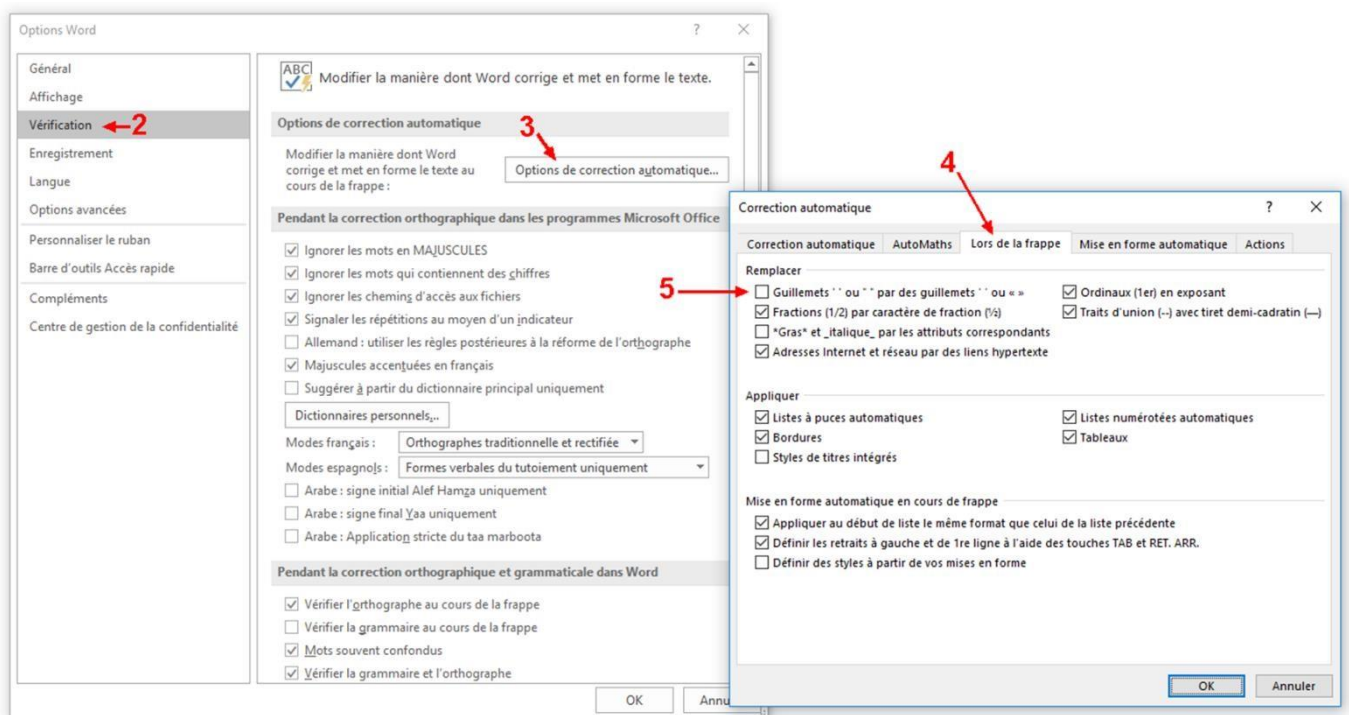 Options Word
?
Général
Affichage
Vérification
2
Enregistrement
Langue
Options avancées
Personnaliser le ruban
Barre d'outils Accès rapide
Compléments
Centre de gestion de la confidentialité
ABC
Modifier la manière dont Word corrige et met en forme le texte.
Options de correction automatique
3
Modifier la manière dont Word
corrige et met en forme le texte au
cours de la frappe :
Options de correction automatique...
Pendant la correction orthographique dans les programmes Microsoft Office
Ignorer les mots en MAJUSCULES
Ignorer les mots qui contiennent des chiffres
Ignorer les chemins d'accès aux fichiers
Signaler les répétitions au moyen d'un indicateur
Allemand : utiliser les règles postérieures à la réforme de l'orthographe
Majuscules accentuées en français
Suggérer à partir du dictionnaire principal uniquement
Dictionnaires personnels...
Modes français : Orthographes traditionnelle et rectifiée
Modes espagnols : Formes verbales du tutoiement uniquement
Arabe : signe initial Alef Hamza uniquement
Arabe : signe final Yaa uniquement
Arabe : Application stricte du taa marboota
Pendant la correction orthographique et grammaticale dans Word
Vérifier l'orthographe au cours de la frappe
Vérifier la grammaire au cours de la frappe
Mots souvent confondus
Vérifier la grammaire et l'orthographe
OK
Annu
4
Correction automatique
?
Correction automatique AutoMaths Lors de la frappe Mise en forme automatique Actions
Remplacer
5
Guillemets ' ' ou " " par des guillemets ' ' ou « »
Ordinaux (1er) en exposant
Fractions (1/2) par caractère de fraction (½)
Traits d'union (--) avec tiret demi-cadratin (—)
*Gras* et _italique_ par les attributs correspondants
Adresses Internet et réseau par des liens hypertexte
Appliquer
Listes à puces automatiques
Listes numérotées automatiques
Bordures
Tableaux
Styles de titres intégrés
Mise en forme automatique en cours de frappe
Appliquer au début de liste le même format que celui de la liste précédente
Définir les retraits à gauche et de 1re ligne à l'aide des touches TAB et RET. ARR.
Définir des styles à partir de vos mises en forme
OK
Annuler